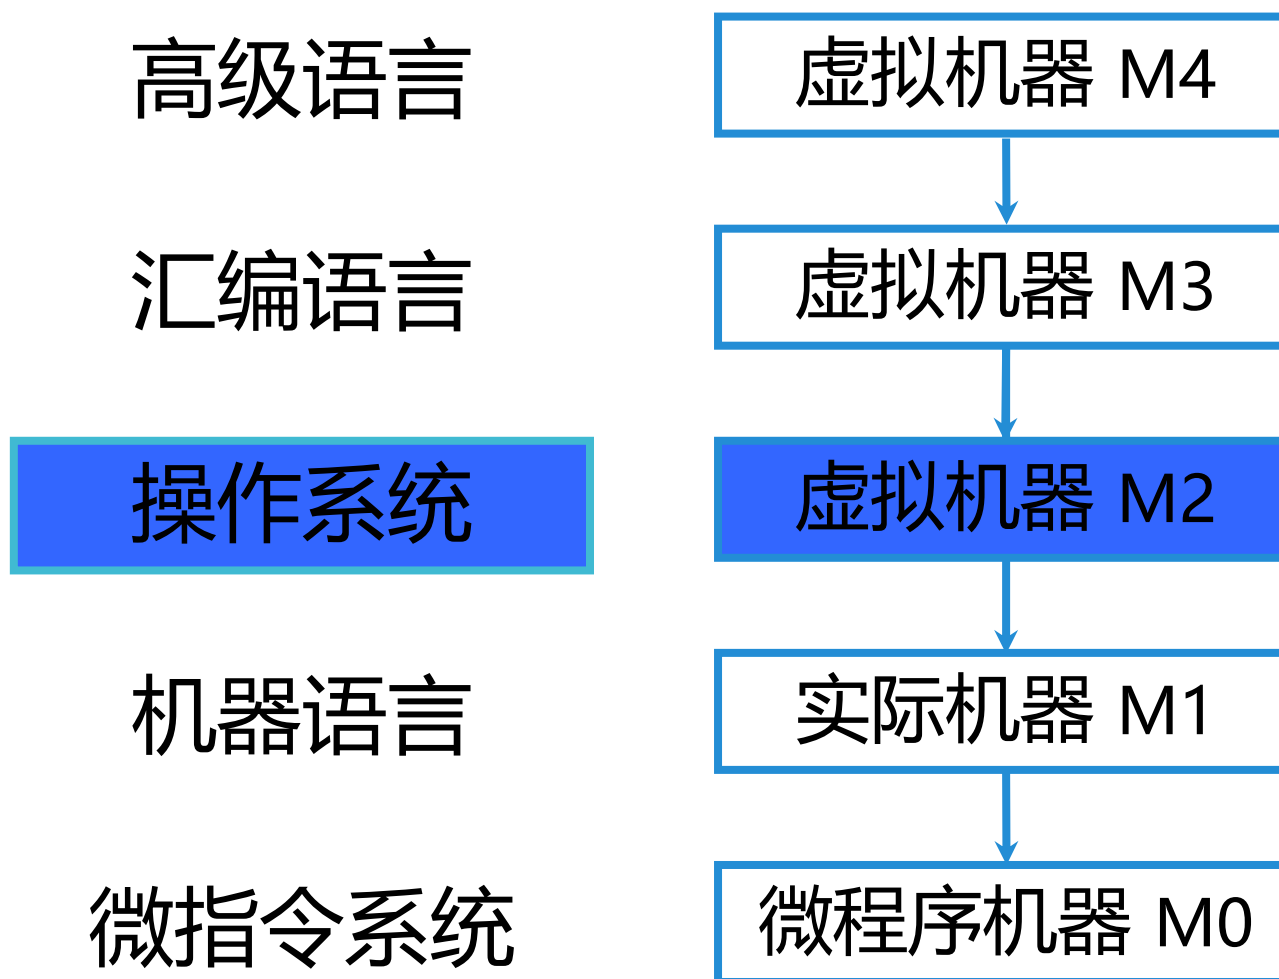 高级语言 虚拟机器 M4
汇编语言 虚拟机器 M3
操作系统 虚拟机器 M2
机器语言 实际机器 M1
微指令系统 微程序机器 M0